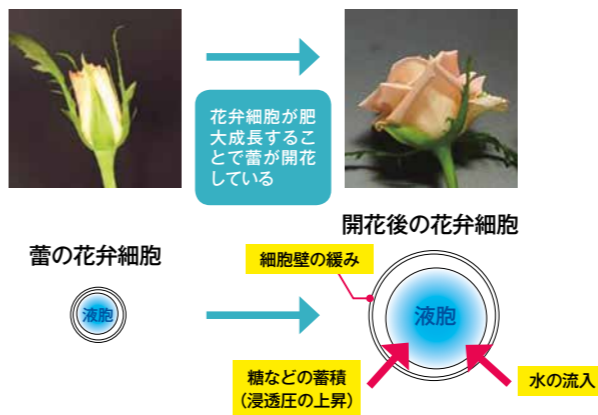 花弁細胞が肥
大成長するこ
とで蕾が開花
している
開花後の花弁細胞
蕾の花弁細胞
細胞壁の緩み
液胞
液胞
糖などの蓄積
（浸透圧の上昇）
水の流入